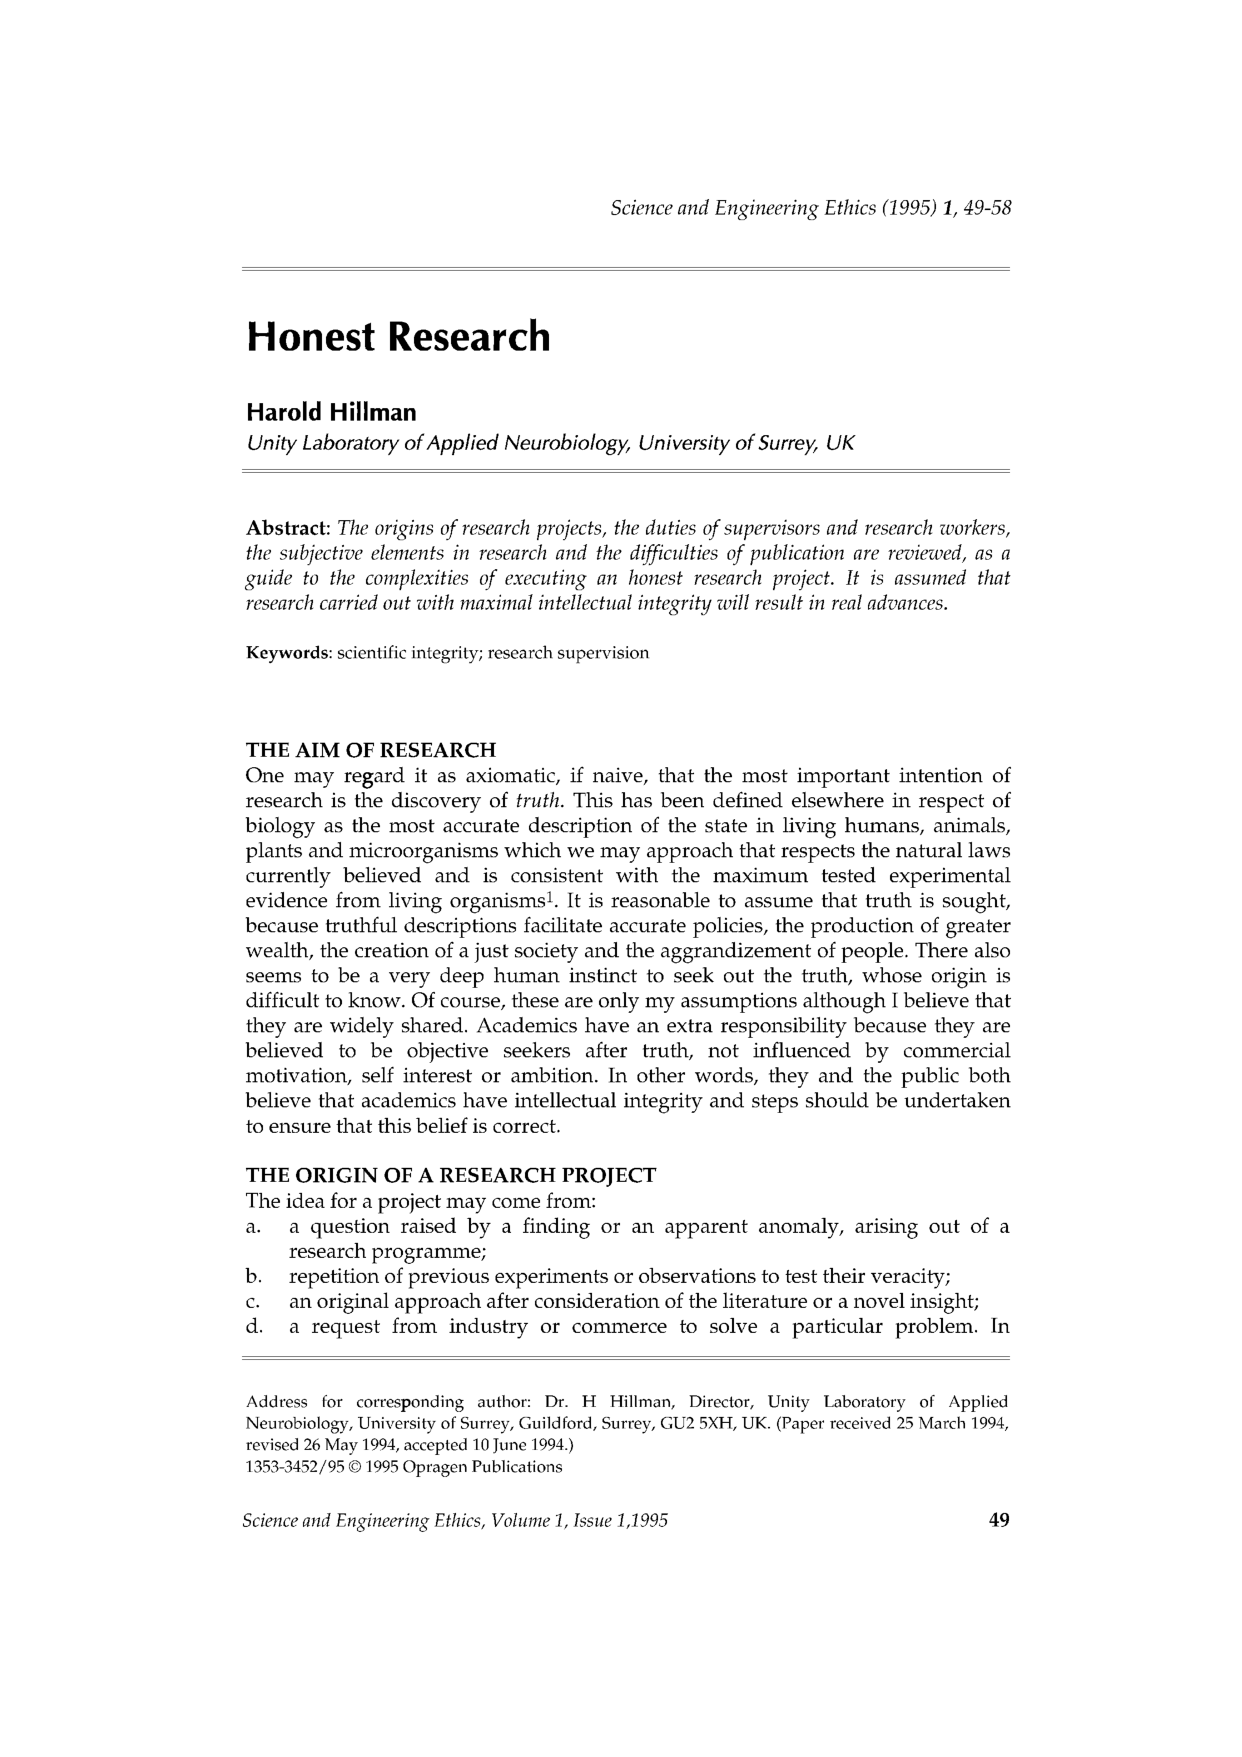 Science and Engineering Ethics (1995) 1, 49-58
Honest Research
Harold Hillman
Unity Laboratory of Applied Neurobiology, University of Surrey, UK
Abstract: The origins of research projects, the duties of supervisors and research workers,
the subjective elements in research and the difficulties of publication are reviewed, as a
guide to the complexities of executing an honest research project. It is assumed that
research carried out with maximal intellectual integrity will result in real advances.
Keywords: scientific integrity; research supervision
THE AIM OF RESEARCH
One may regard it as axiomatic, if naive, that the most important intention of
research is the discovery of truth. This has been defined elsewhere in respect of
biology as the most accurate description of the state in living humans, animals,
plants and microorganisms which we may approach that respects the natural laws
currently believed and is consistent with the maximum tested experimental
evidence from living organisms1. It is reasonable to assume that truth is sought,
because truthful descriptions facilitate accurate policies, the production of greater
wealth, the creation of a just society and the aggrandizement of people. There also
seems to be a very deep human instinct to seek out the truth, whose origin is
difficult to know. Of course, these are only my assumptions although I believe that
they are widely shared. Academics have an extra responsibility because they are
believed to be objective seekers after truth, not influenced by commercial
motivation, self interest or ambition. In other words, they and the public both
believe that academics have intellectual integrity and steps should be undertaken
to ensure that this belief is correct.
THE ORIGIN OF A RESEARCH PROJECT
The idea for a project may come from:
a. a question raised by a finding or an apparent anomaly, arising out of a
research programme;
b. repetition of previous experiments or observations to test their veracity;
c. an original approach after consideration of the literature or a novel insight;
d. a request from industry or commerce to solve a particular problem. In
Address for corresponding author: Dr. H Hillman, Director, Unity Laboratory of Applied
Neurobiology, University of Surrey, Guildford, Surrey, GU2 5XH, UK. (Paper received 25 March 1994,
revised 26 May 1994, accepted 10 June 1994.)
1353-3452/95 © 1995 Opragen Publications
Science and Engineering Ethics, Volume 1, Issue 1,1995 49